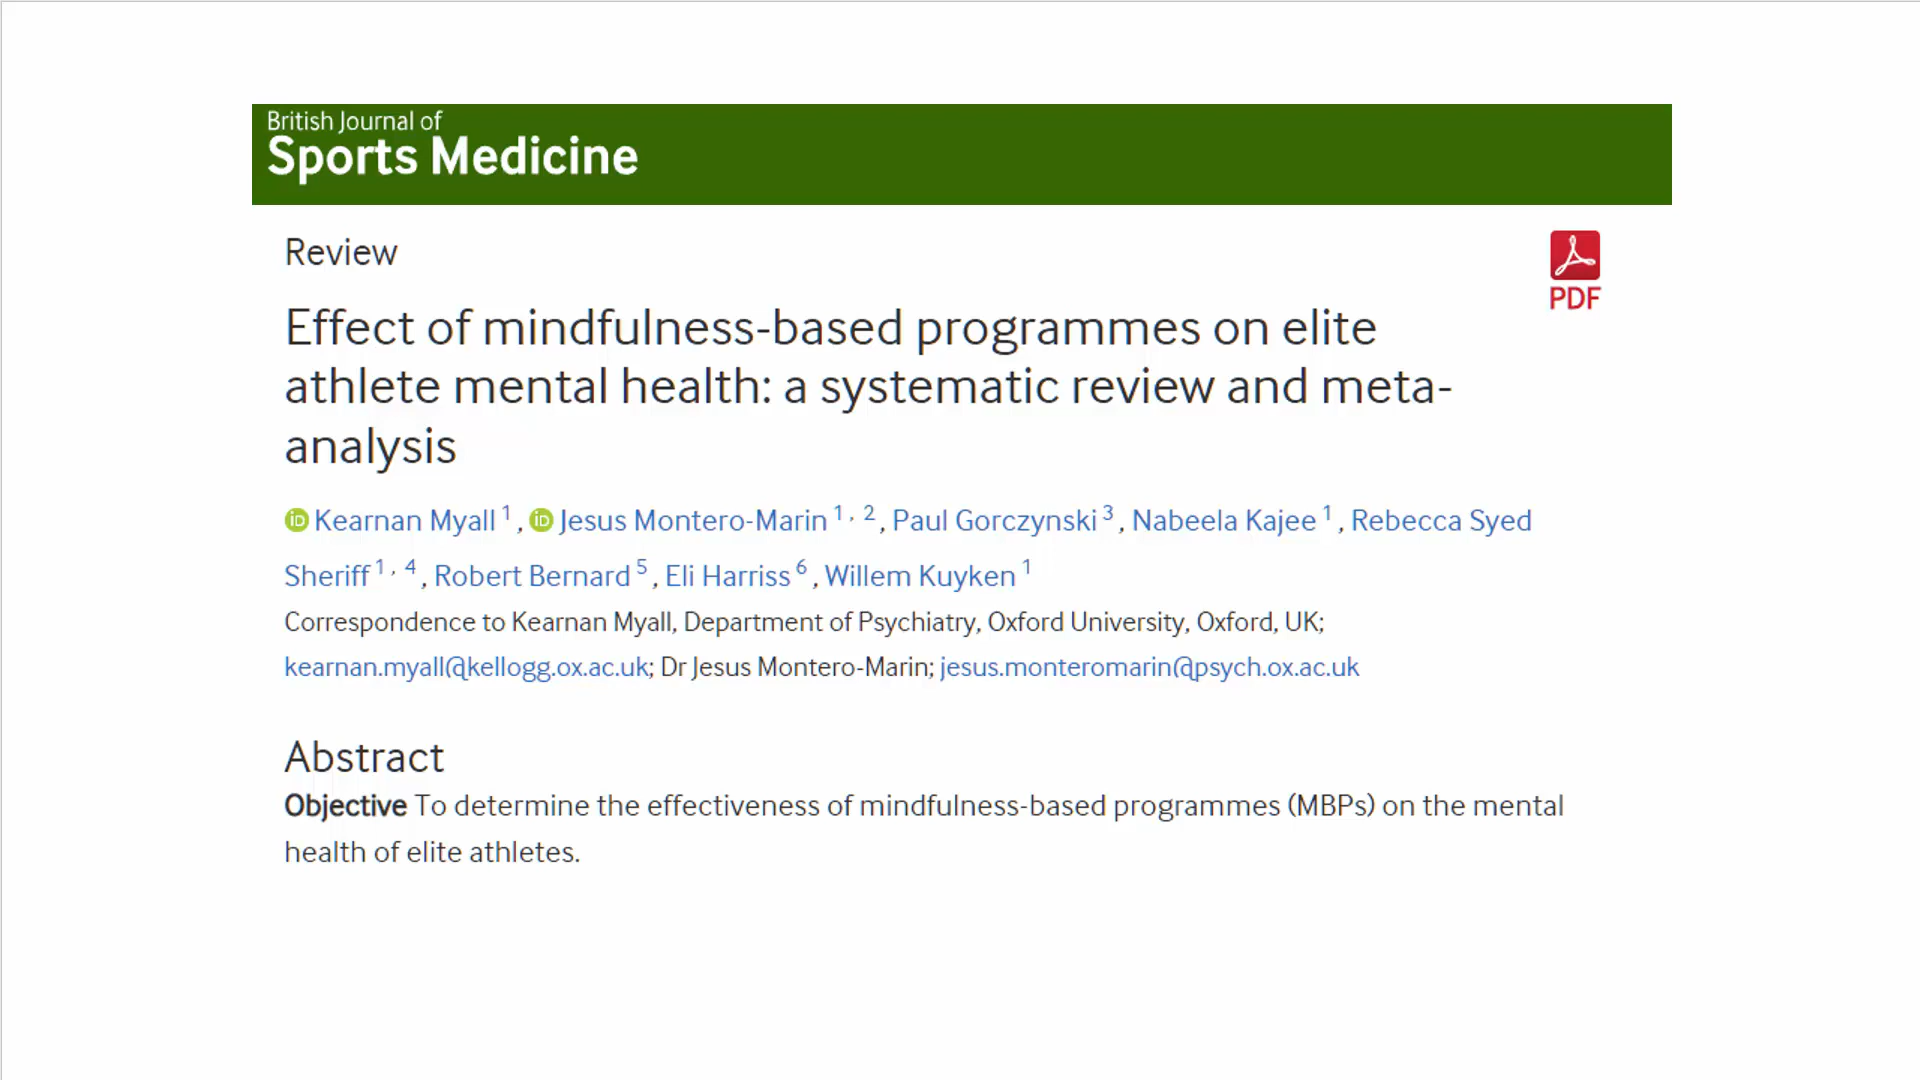 British Journal of
Sports Medicine
Review
PDF
Effect of mindfulness-based programmes on elite
athlete mental health: a systematic review and meta-
analysis
iD Kearnan Myall 1, iD Jesus Montero-Marin 1, 2, Paul Gorczynski 3, Nabeela Kajee 1, Rebecca Syed
Sheriff 1, 4, Robert Bernard 5, Eli Harriss 6, Willem Kuyken 1
Correspondence to Kearnan Myall, Department of Psychiatry, Oxford University, Oxford, UK;
kearnan.myall@kellogg.ox.ac.uk; Dr Jesus Montero-Marin; jesus.monteromarin@psych.ox.ac.uk
Abstract
Objective To determine the effectiveness of mindfulness-based programmes (MBPs) on the mental
health of elite athletes.